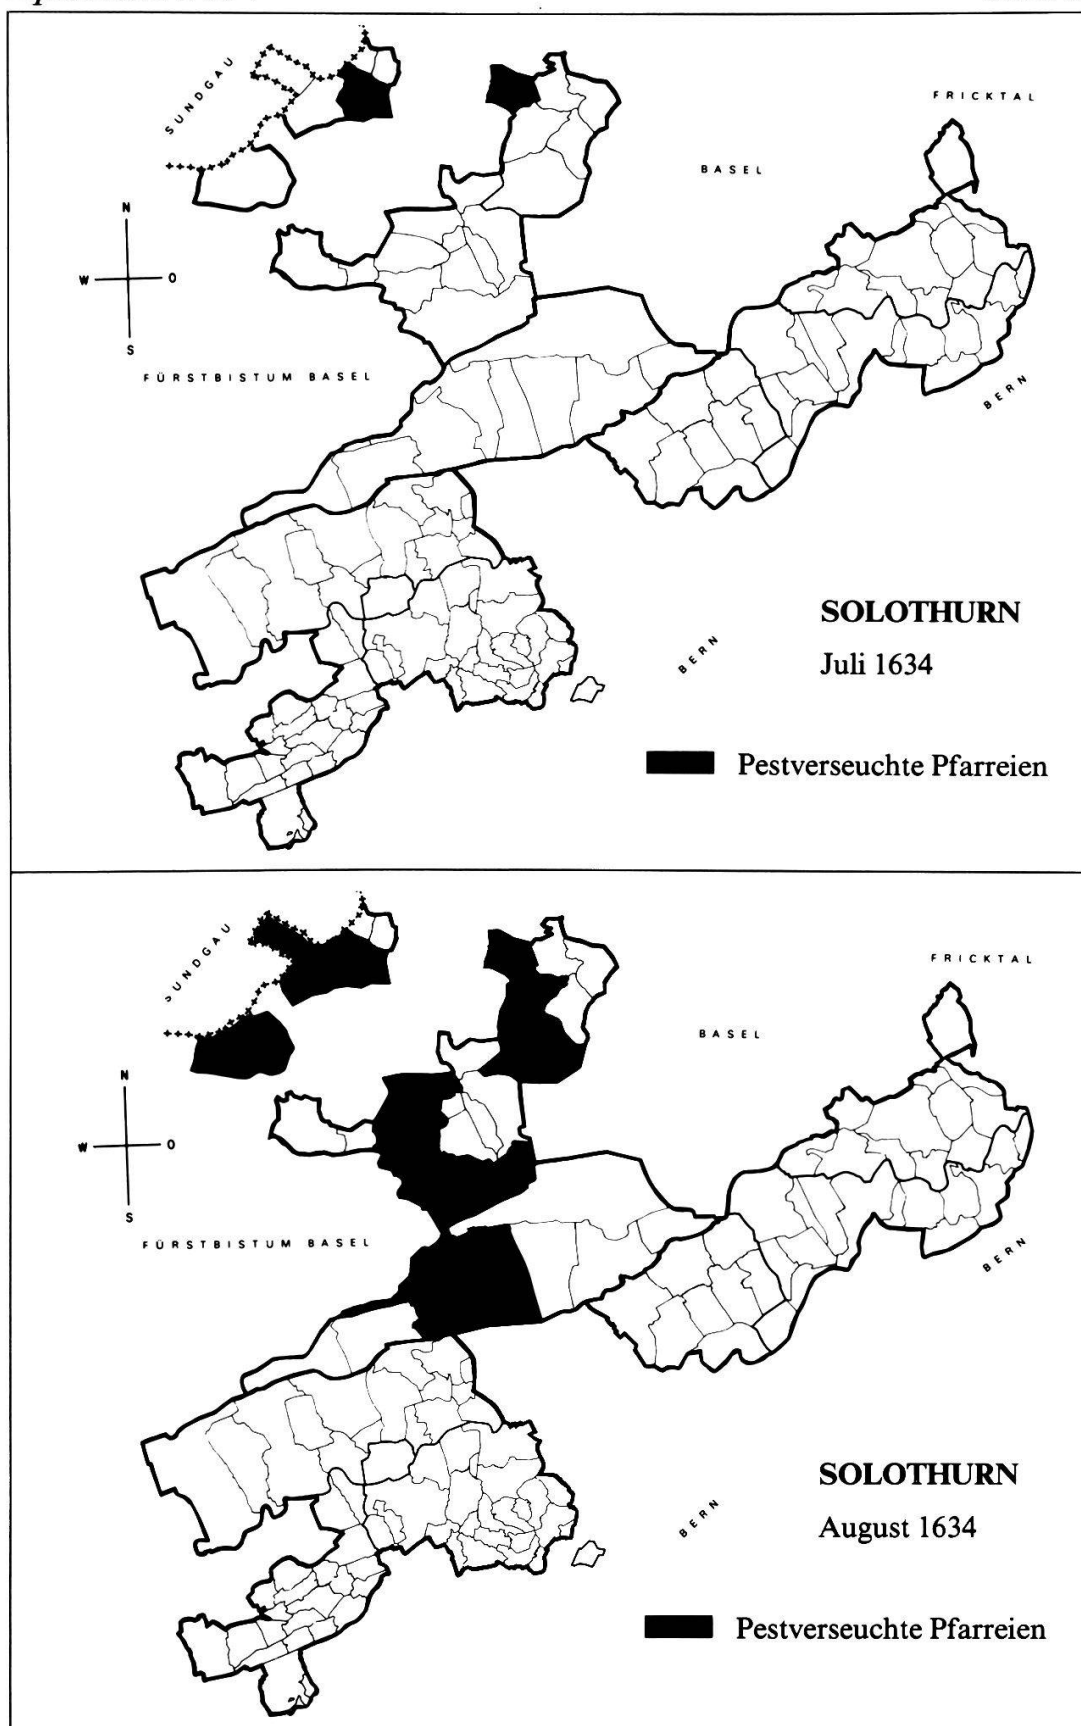 SUNDGAU
FRICKTAL
BASEL
N
W O
S
FÜRSTBISTUM BASEL
BERN
SOLOTHURN
BERN
Juli 1634
Pestverseuchte Pfarreien
SUNDGAU
FRICKTAL
BASEL
N
W O
S
FÜRSTBISTUM BASEL
BERN
SOLOTHURN
BERN
August 1634
Pestverseuchte Pfarreien